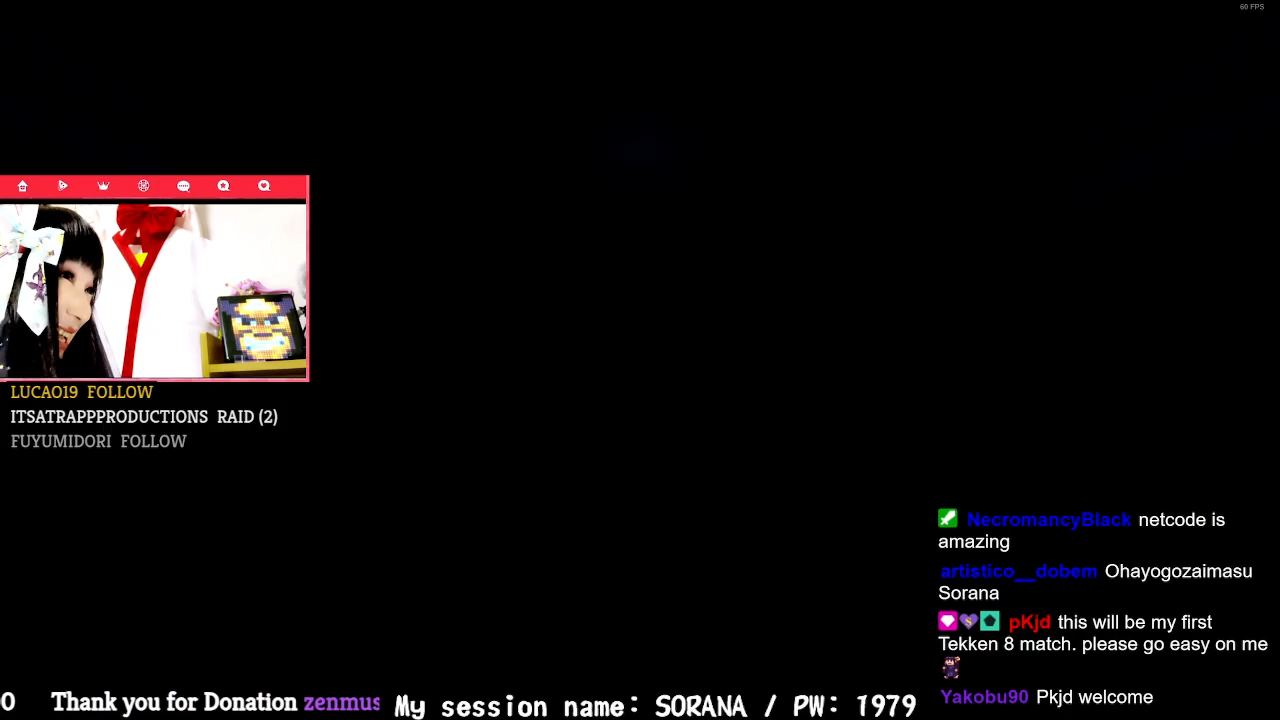 60 FPS
LUCAO19 FOLLOW
ITSATRAPPPRODUCTIONS RAID (2)
FUYUMIDORI FOLLOW
NecromancyBlack netcode is
amazing
artistico__dobem Ohayogozaimasu
Sorana
pKjd this will be my first
Tekken 8 match. please go easy on me
Yakobu90 Pkjd welcome
0 Thank you for Donation zenmus
My session name: SORANA / PW: 1979